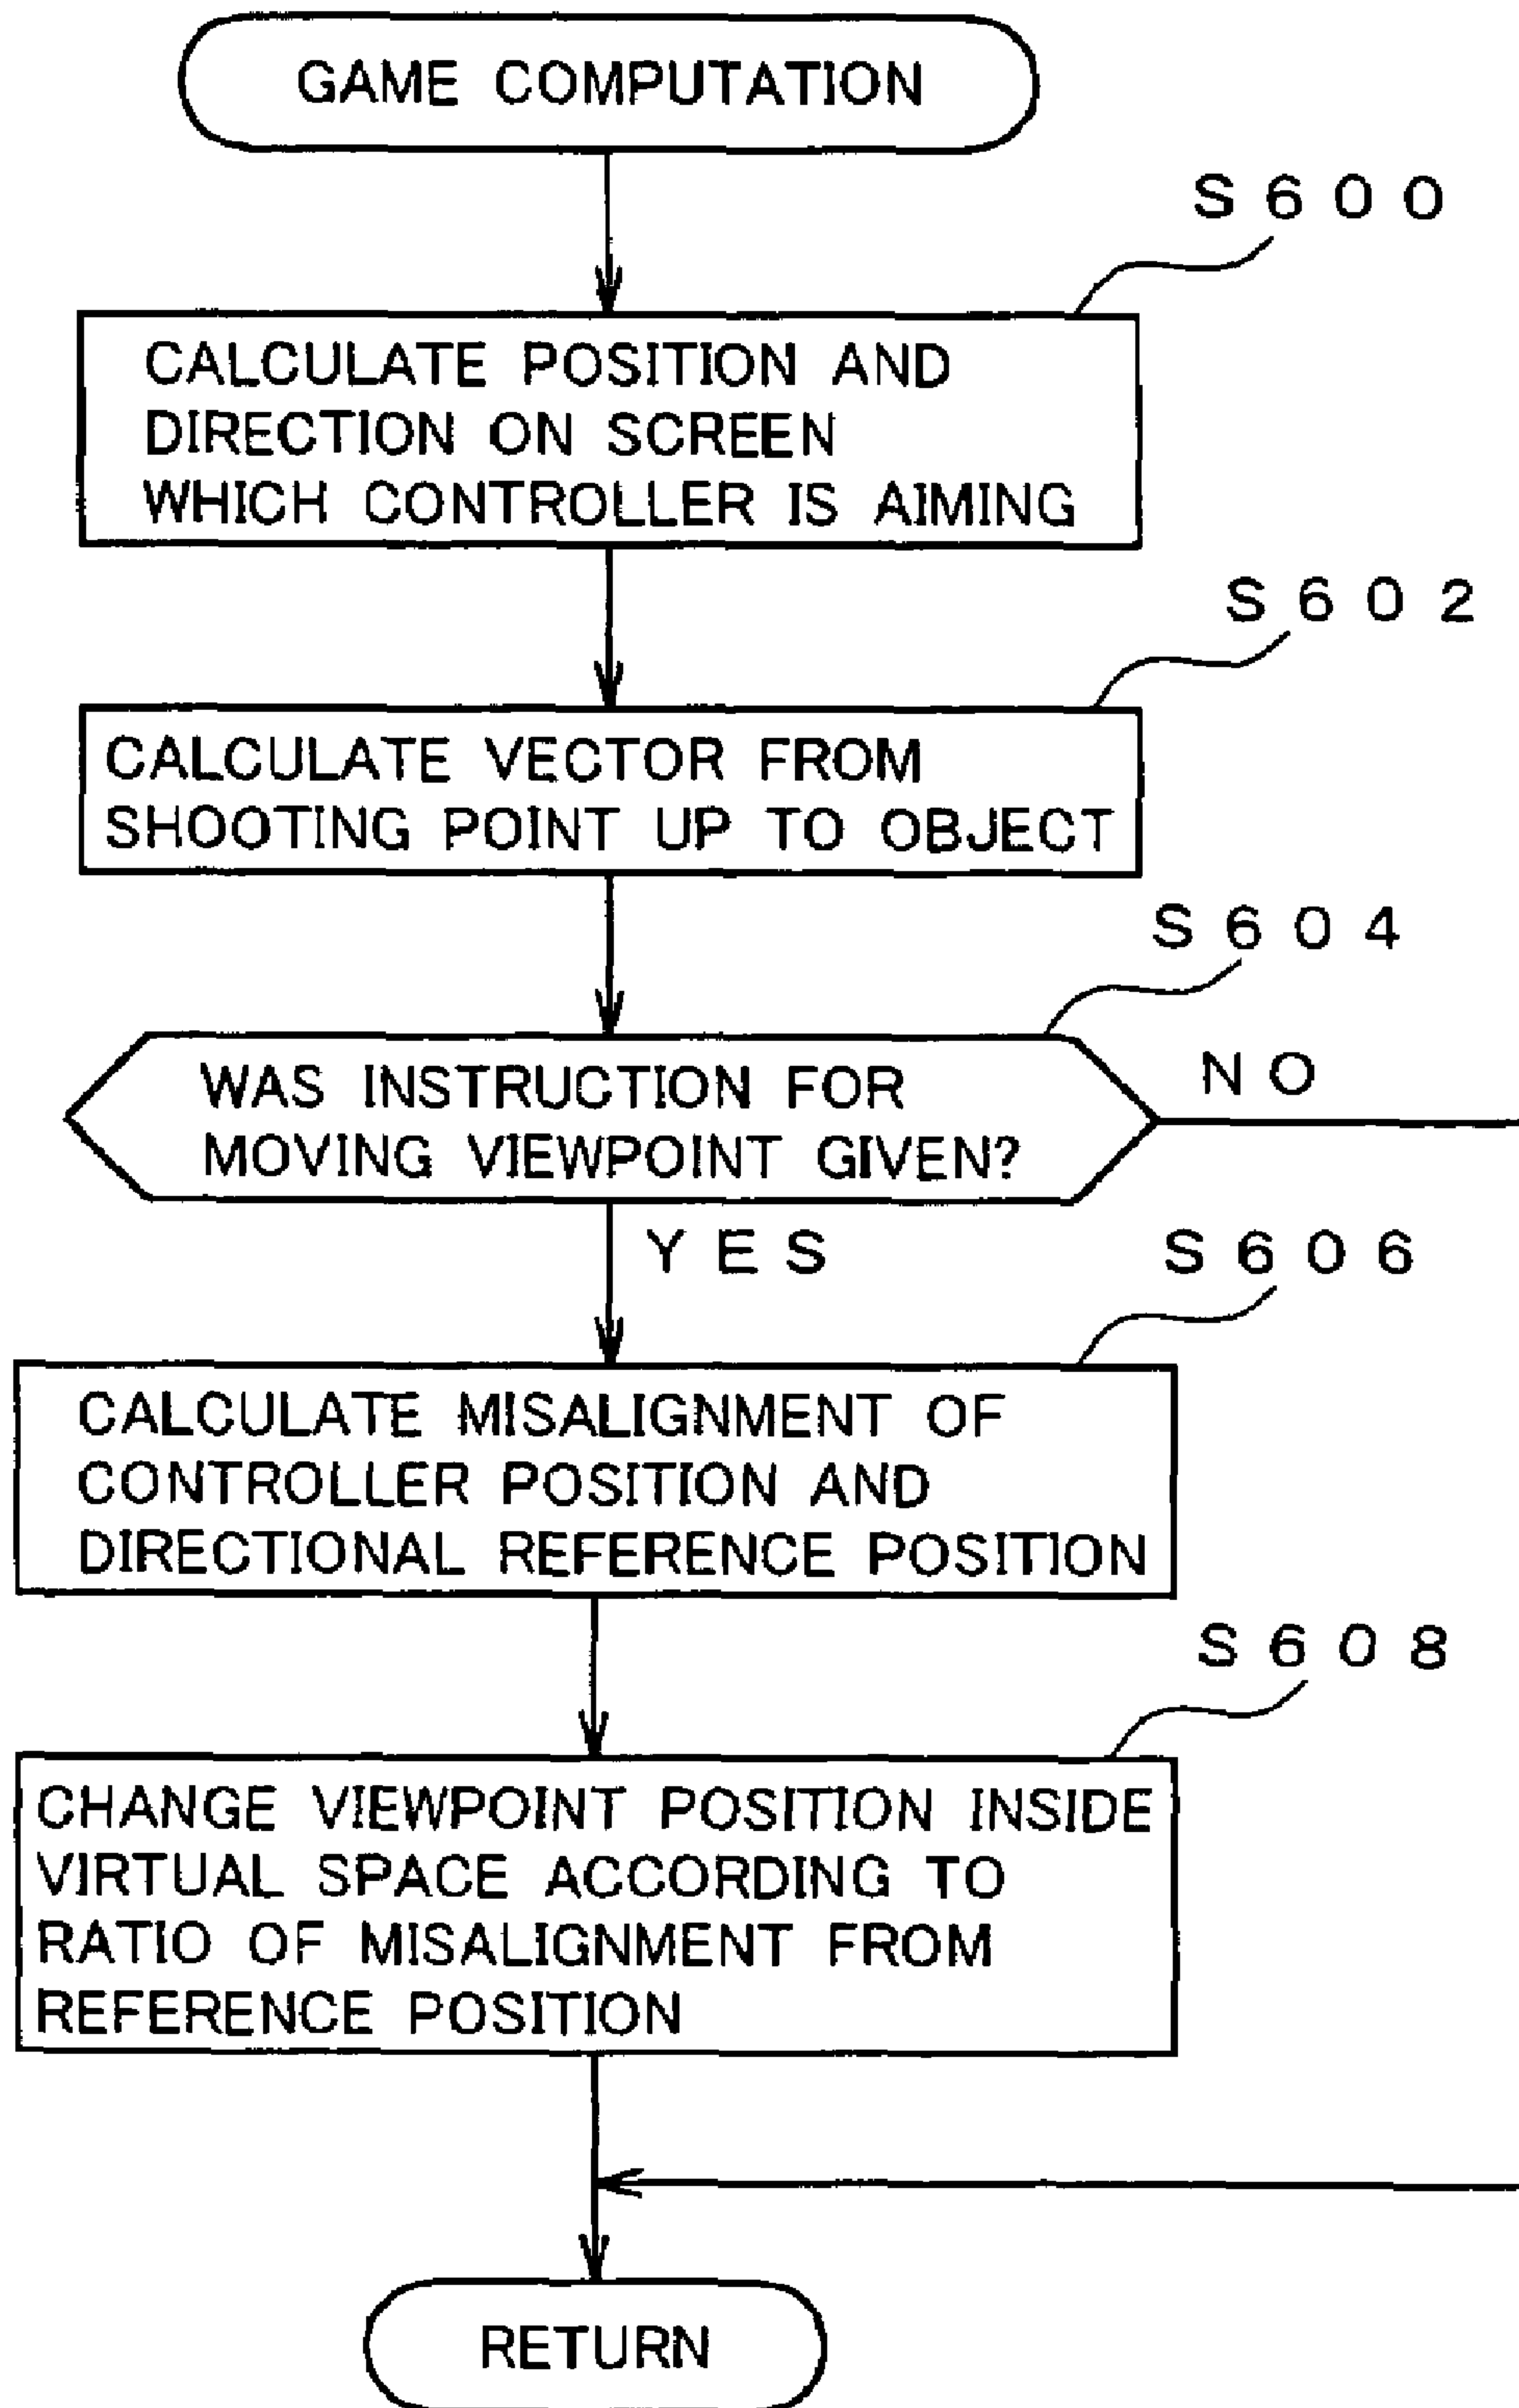 GAME COMPUTATION
S600
CALCULATE POSITION AND
DIRECTION ON SCREEN
WHICH CONTROLLER IS AIMING
S602
CALCULATE VECTOR FROM
SHOOTING POINT UP TO OBJECT
S604
WAS INSTRUCTION FOR
MOVING VIEWPOINT GIVEN?
NO
YES
S606
CALCULATE MISALIGNMENT OF
CONTROLLER POSITION AND
DIRECTIONAL REFERENCE POSITION
S608
CHANGE VIEWPOINT POSITION INSIDE
VIRTUAL SPACE ACCORDING TO
RATIO OF MISALIGNMENT FROM
REFERENCE POSITION
RETURN